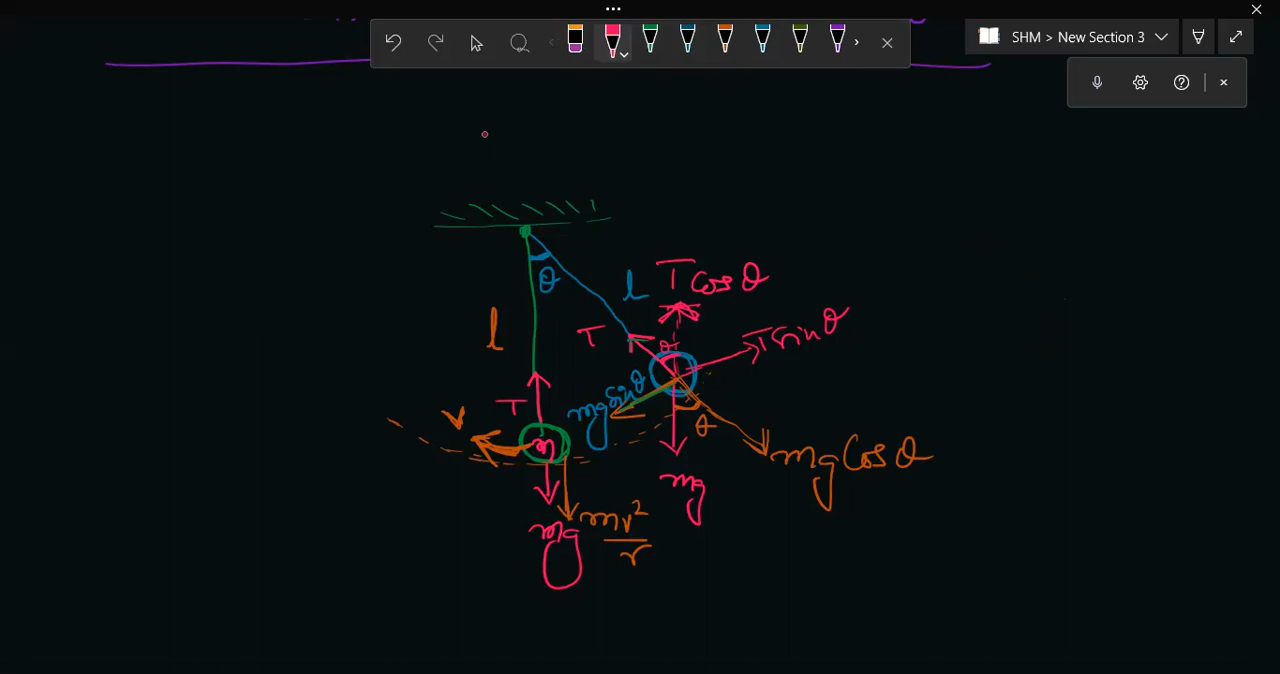 SHM > New Section 3
θ
l
T cos θ
l
T
θ
T sin θ
mg sin θ
T
v
θ
m
mg cos θ
mg
mv²
r
mg